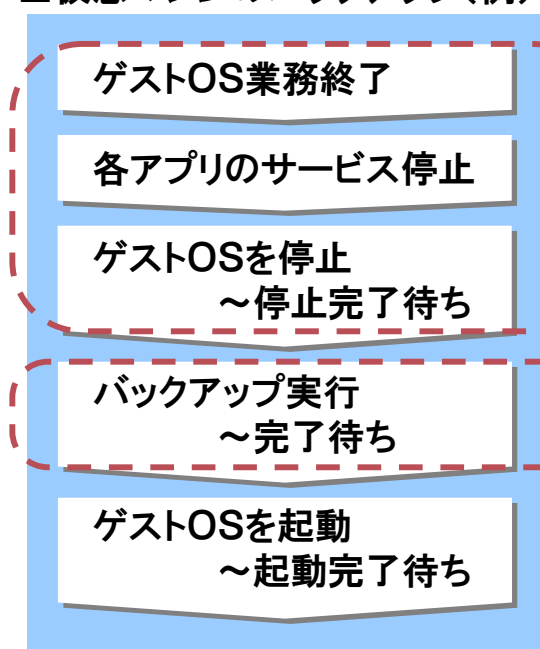 ゲストOS業務終了
各アプリのサービス停止
ゲストOSを停止
～停止完了待ち
バックアップ実行
～完了待ち
ゲストOSを起動
～起動完了待ち